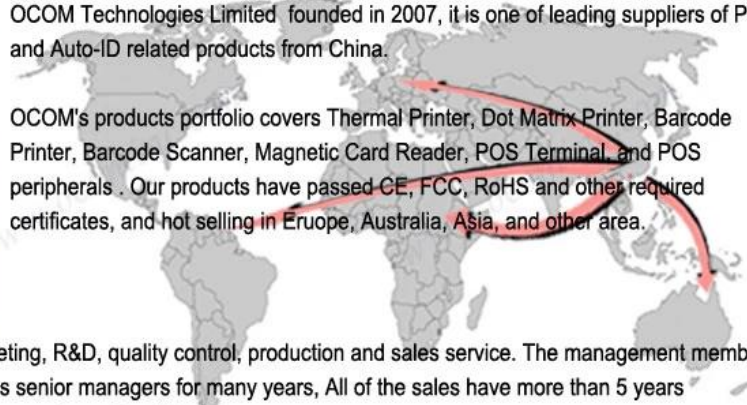 OCOM Technologies Limited founded in 2007, it is one of leading suppliers of P
and Auto-ID related products from China.
OCOM's products portfolio covers Thermal Printer, Dot Matrix Printer, Barcode
Printer, Barcode Scanner, Magnetic Card Reader, POS Terminal, and POS
peripherals . Our products have passed CE, FCC, RoHS and other required
certificates, and hot selling in Eruope, Australia, Asia, and other area.
eting, R&D, quality control, production and sales service. The management memb
s senior managers for many years, All of the sales have more than 5 years